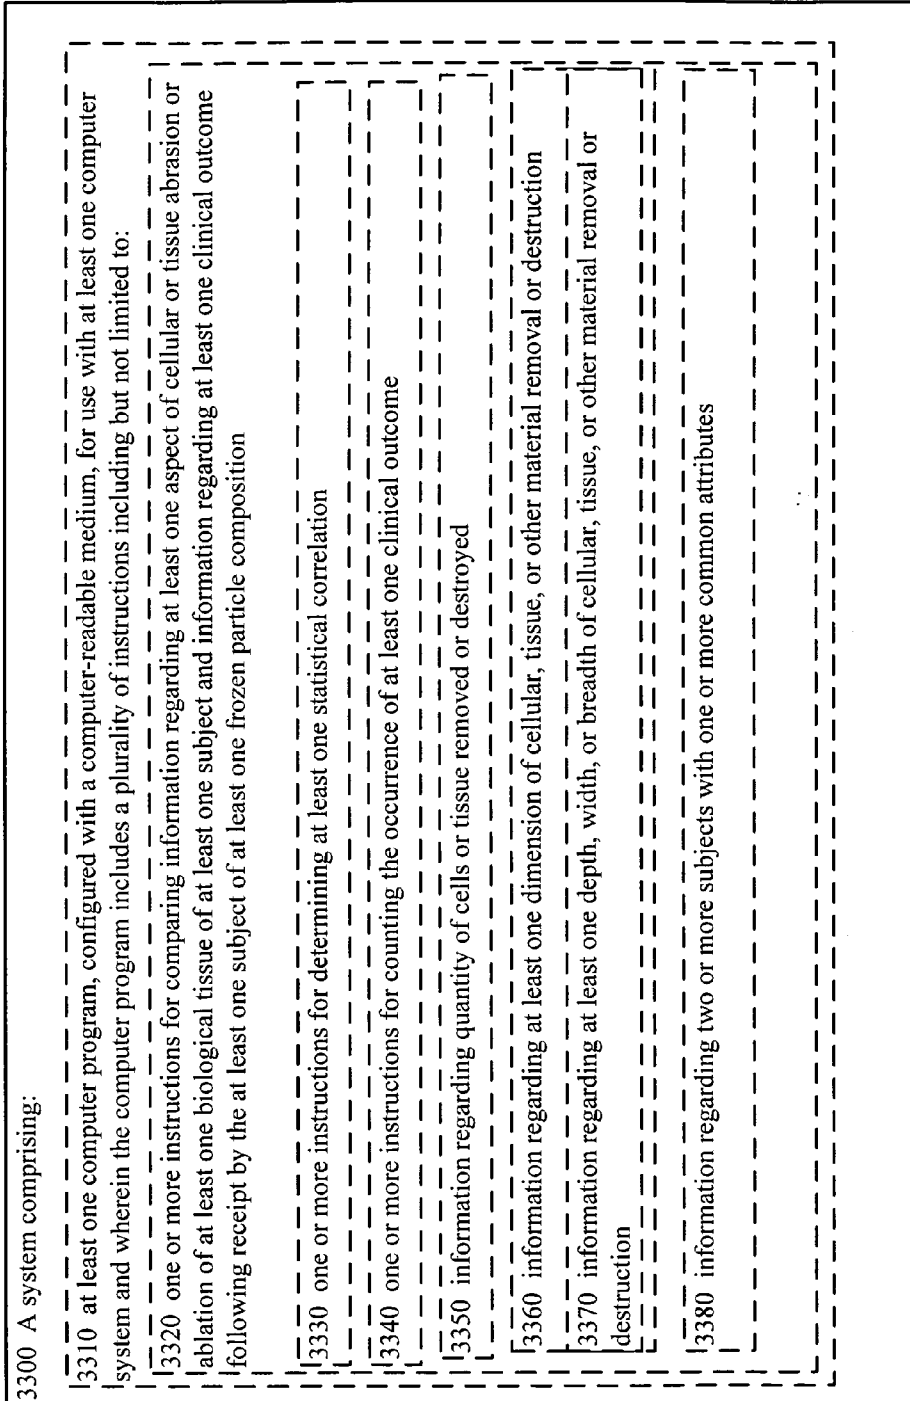 3300 A system comprising:
3310 at least one computer program, configured with a computer-readable medium, for use with at least one computer
system and wherein the computer program includes a plurality of instructions including but not limited to:
3320 one or more instructions for comparing information regarding at least one aspect of cellular or tissue abrasion or
ablation of at least one biological tissue of at least one subject and information regarding at least one clinical outcome
following receipt by the at least one subject of at least one frozen particle composition
3330 one or more instructions for determining at least one statistical correlation
3340 one or more instructions for counting the occurrence of at least one clinical outcome
3350 information regarding quantity of cells or tissue removed or destroyed
3360 information regarding at least one dimension of cellular, tissue, or other material removal or destruction
3370 information regarding at least one depth, width, or breadth of cellular, tissue, or other material removal or
destruction
3380 information regarding two or more subjects with one or more common attributes